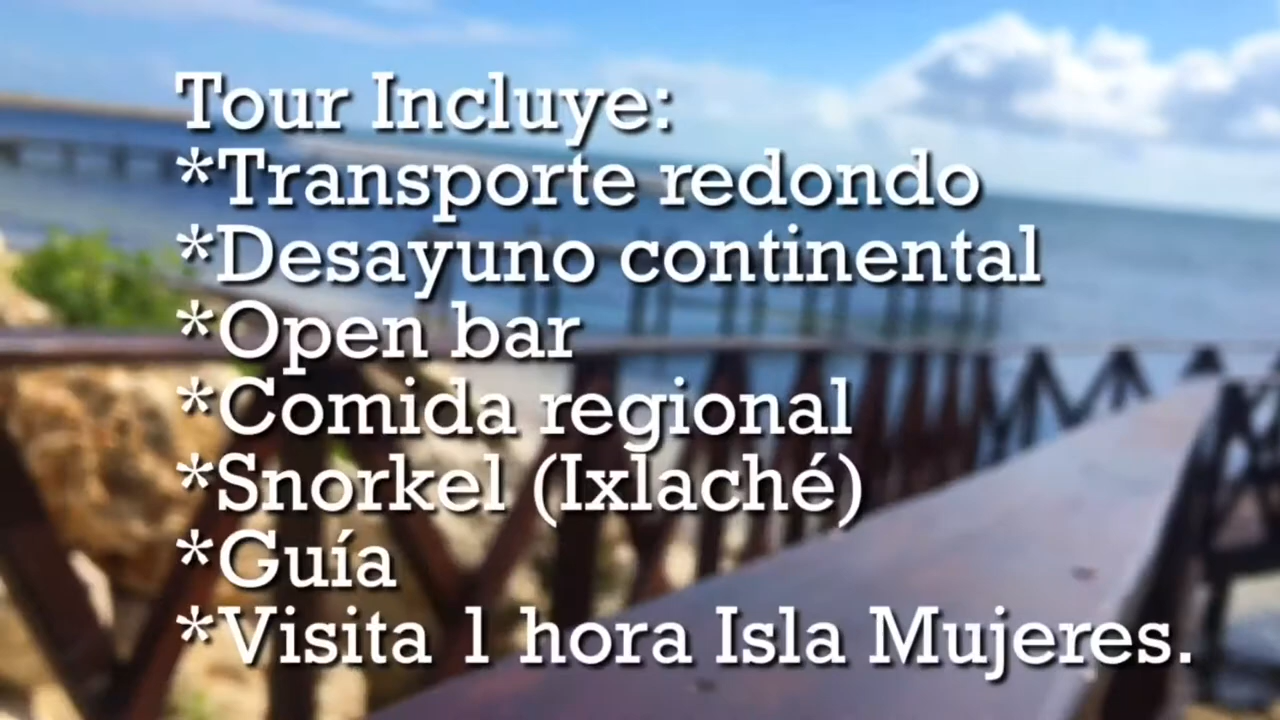 Tour Incluye:
*Transporte redondo
*Desayuno continental
*Open bar
*Comida regional
*Snorkel (Ixlaché)
*Guía
*Visita 1 hora Isla Mujeres.